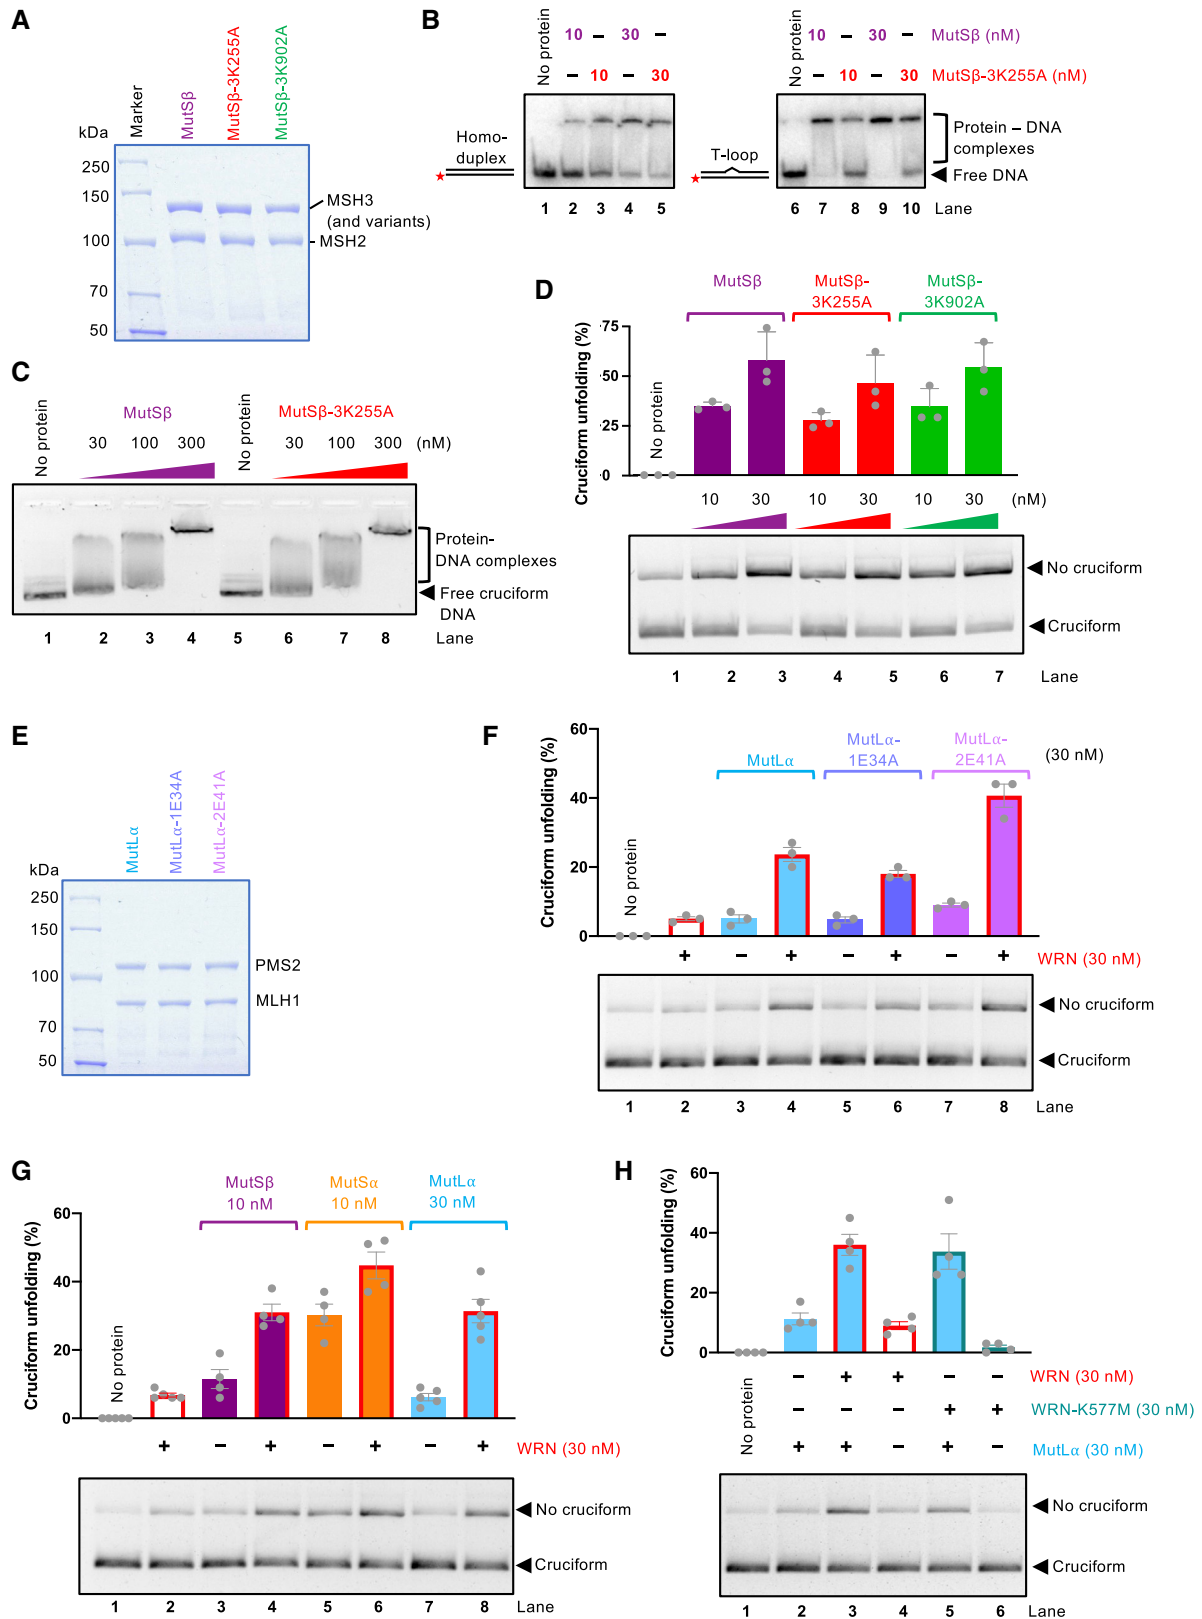 A
Marker
MutSβ
MutSβ-3K255A
MutSβ-3K902A
kDa
250
150
100
70
50
MSH3
(and variants)
MSH2
B
No protein
10 – 30 –
MutSβ (nM)
– 10 – 30
No protein
10 – 30 –
– 10 – 30
MutSβ-3K255A (nM)
Homo-
duplex
T-loop
Protein – DNA
complexes
Free DNA
1 2 3 4 5
6 7 8 9 10
Lane
C
No protein
MutSβ
30 100 300
No protein
MutSβ-3K255A
30 100 300 (nM)
Protein-
DNA complexes
Free cruciform
DNA
1 2 3 4 5 6 7 8 Lane
D
MutSβ
MutSβ-
3K255A
MutSβ-
3K902A
Cruciform unfolding (%)
75
50
25
0
No protein
10 30 10 30 10 30 (nM)
No cruciform
Cruciform
1 2 3 4 5 6 7 Lane
E
MutLα
MutLα-1E34A
MutLα-2E41A
kDa
250
150
100
70
50
PMS2
MLH1
F
Cruciform unfolding (%)
60
40
20
0
No protein
MutLα
MutLα-
1E34A
MutLα-
2E41A
(30 nM)
+ – + – + – +
WRN (30 nM)
No cruciform
Cruciform
1 2 3 4 5 6 7 8 Lane
G
MutSβ
10 nM
MutSα
10 nM
MutLα
30 nM
Cruciform unfolding (%)
60
40
20
0
No protein
+ – + – + – +
WRN (30 nM)
No cruciform
Cruciform
1 2 3 4 5 6 7 8 Lane
H
Cruciform unfolding (%)
60
40
20
0
No protein
– + + – –
WRN (30 nM)
– – – + +
WRN-K577M (30 nM)
+ + – + –
MutLα (30 nM)
No cruciform
Cruciform
1 2 3 4 5 6 Lane